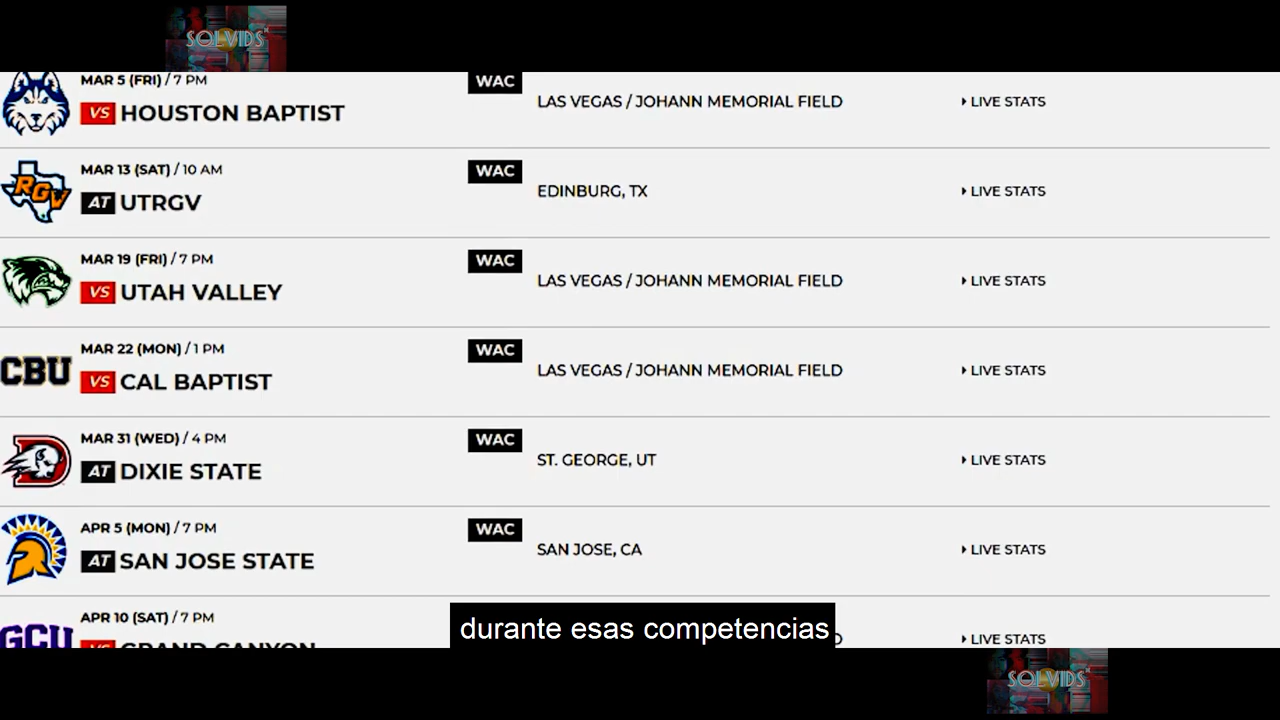 SOLVIDS
MAR 5 (FRI) / 7 PM
WAC
VS HOUSTON BAPTIST
LAS VEGAS / JOHANN MEMORIAL FIELD
LIVE STATS
RGV
MAR 13 (SAT) / 10 AM
WAC
AT UTRGV
EDINBURG, TX
LIVE STATS
MAR 19 (FRI) / 7 PM
WAC
VS UTAH VALLEY
LAS VEGAS / JOHANN MEMORIAL FIELD
LIVE STATS
CBU
MAR 22 (MON) / 1 PM
WAC
VS CAL BAPTIST
LAS VEGAS / JOHANN MEMORIAL FIELD
LIVE STATS
MAR 31 (WED) / 4 PM
WAC
AT DIXIE STATE
ST. GEORGE, UT
LIVE STATS
APR 5 (MON) / 7 PM
WAC
AT SAN JOSE STATE
SAN JOSE, CA
LIVE STATS
GCU
APR 10 (SAT) / 7 PM
VS GRAND CANYON
LIVE STATS
durante esas competencias
SOLVIDS